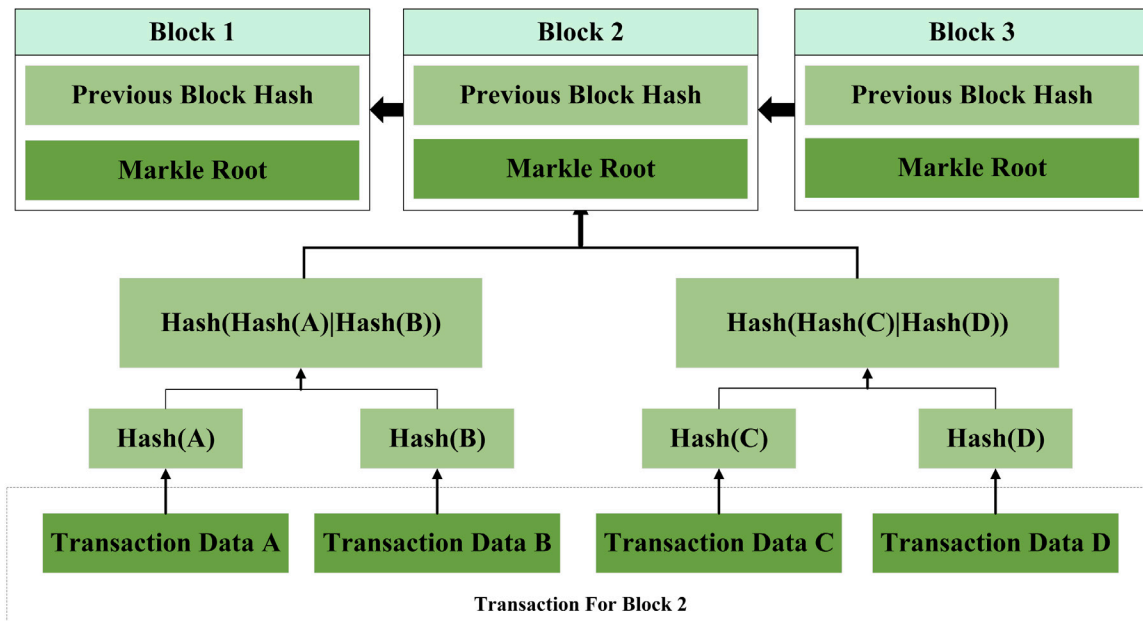 Block 1
Block 2
Block 3
Previous Block Hash
Previous Block Hash
Previous Block Hash
Markle Root
Markle Root
Markle Root
Hash(Hash(A)|Hash(B))
Hash(Hash(C)|Hash(D))
Hash(A)
Hash(B)
Hash(C)
Hash(D)
Transaction Data A
Transaction Data B
Transaction Data C
Transaction Data D
Transaction For Block 2